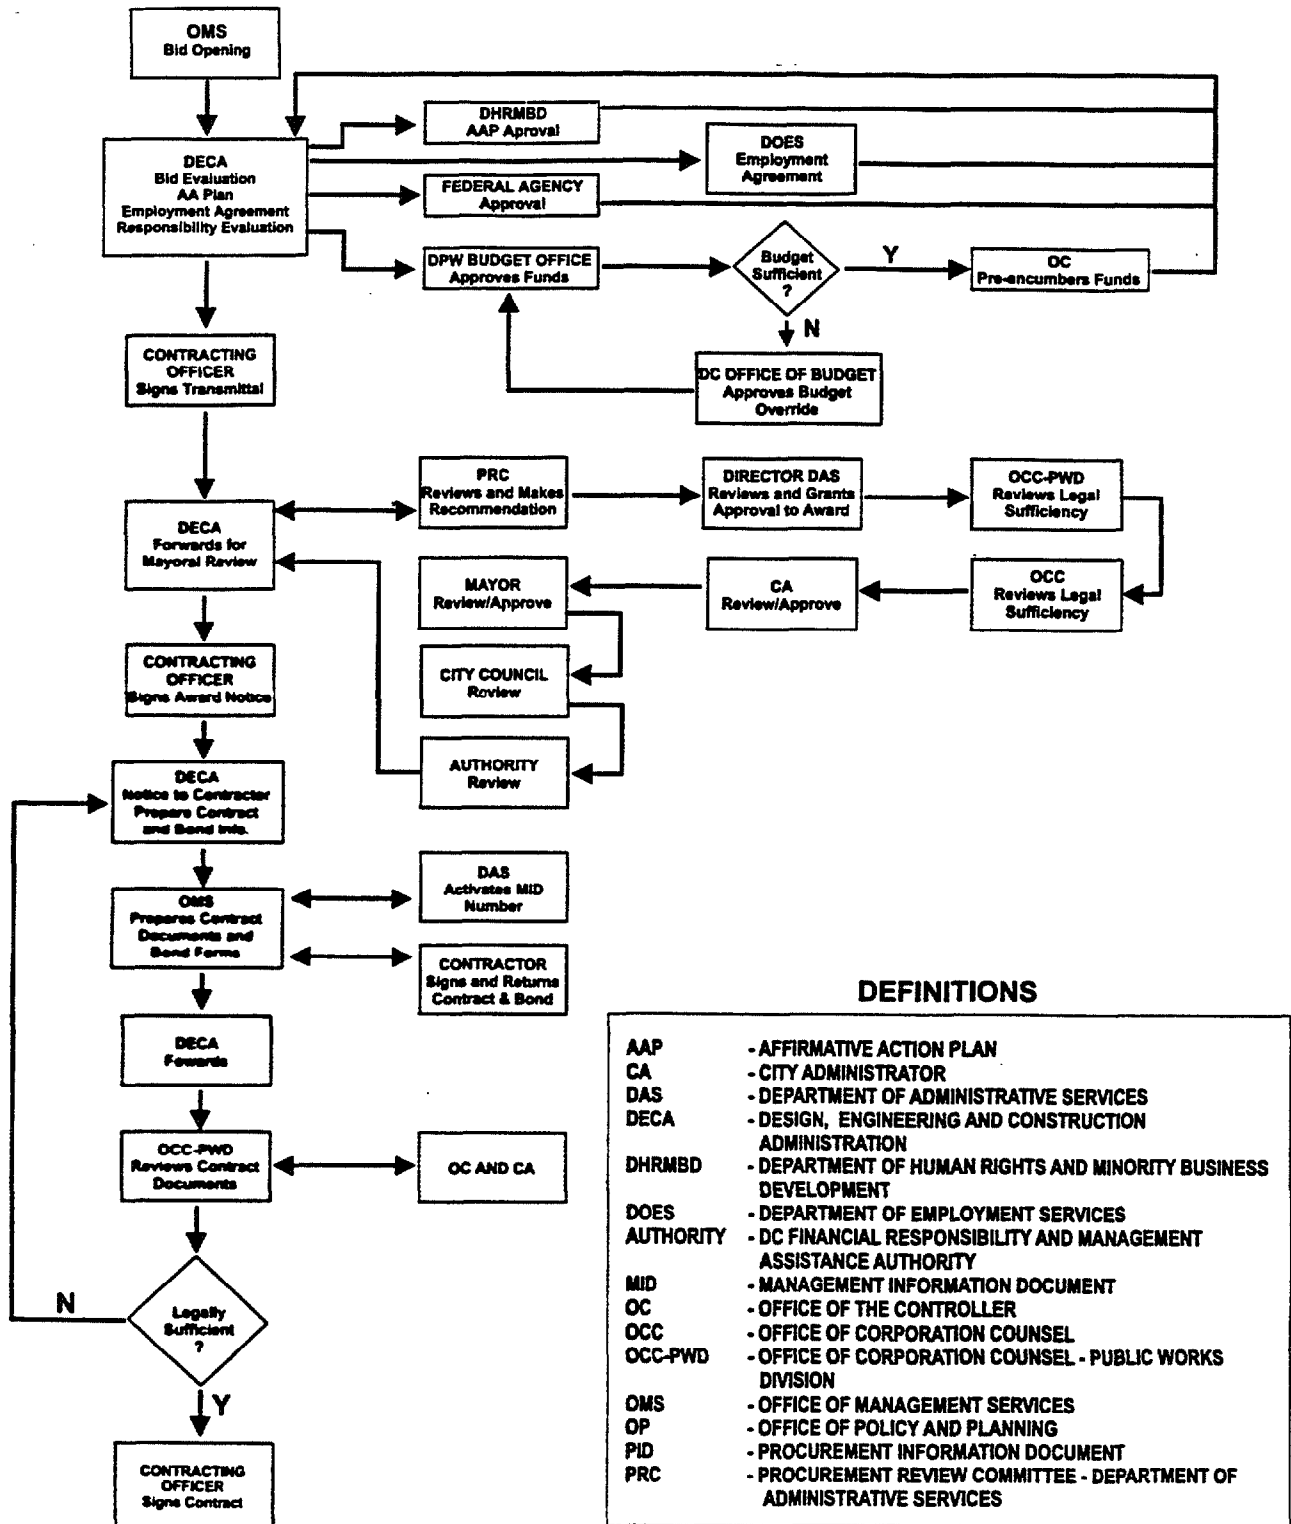 OMS
Bid Opening
DHRMBD
AAP Aproval
DOES
Employment
Agreement
DECA
Bid Evaluation
AA Plan
Employment Agreement
Responsibility Evaluation
FEDERAL AGENCY
Approval
DPW BUDGET OFFICE
Approves Funds
Budget
Sufficient
?
Y
OC
Pre-encumbers Funds
N
DC OFFICE OF BUDGET
Approves Budget
Override
CONTRACTING
OFFICER
Signs Transmittal
PRC
Reviews and Makes
Recommendation
DIRECTOR DAS
Reviews and Grants
Approval to Award
OCC-PWD
Reviews Legal
Sufficiency
DECA
Forwards for
Mayoral Review
MAYOR
Review/Approve
CA
Review/Approve
OCC
Reviews Legal
Sufficiency
CONTRACTING
OFFICER
Signs Award Notice
CITY COUNCIL
Review
AUTHORITY
Review
DECA
Notice to Contractor
Prepare Contract
and Bond Info.
DAS
Activates MID
Number
OMS
Prepares Contract
Documents and
Bond Forms
CONTRACTOR
Signs and Returns
Contract & Bond
DECA
Fowards
OCC-PWD
Reviews Contract
Documents
OC AND CA
N
Legally
Sufficient
?
Y
CONTRACTING
OFFICER
Signs Contract
DEFINITIONS
AAP - AFFIRMATIVE ACTION PLAN
CA - CITY ADMINISTRATOR
DAS - DEPARTMENT OF ADMINISTRATIVE SERVICES
DECA - DESIGN, ENGINEERING AND CONSTRUCTION
ADMINISTRATION
DHRMBD - DEPARTMENT OF HUMAN RIGHTS AND MINORITY BUSINESS
DEVELOPMENT
DOES - DEPARTMENT OF EMPLOYMENT SERVICES
AUTHORITY - DC FINANCIAL RESPONSIBILITY AND MANAGEMENT
ASSISTANCE AUTHORITY
MID - MANAGEMENT INFORMATION DOCUMENT
OC - OFFICE OF THE CONTROLLER
OCC - OFFICE OF CORPORATION COUNSEL
OCC-PWD - OFFICE OF CORPORATION COUNSEL - PUBLIC WORKS
DIVISION
OMS - OFFICE OF MANAGEMENT SERVICES
OP - OFFICE OF POLICY AND PLANNING
PID - PROCUREMENT INFORMATION DOCUMENT
PRC - PROCUREMENT REVIEW COMMITTEE - DEPARTMENT OF
ADMINISTRATIVE SERVICES